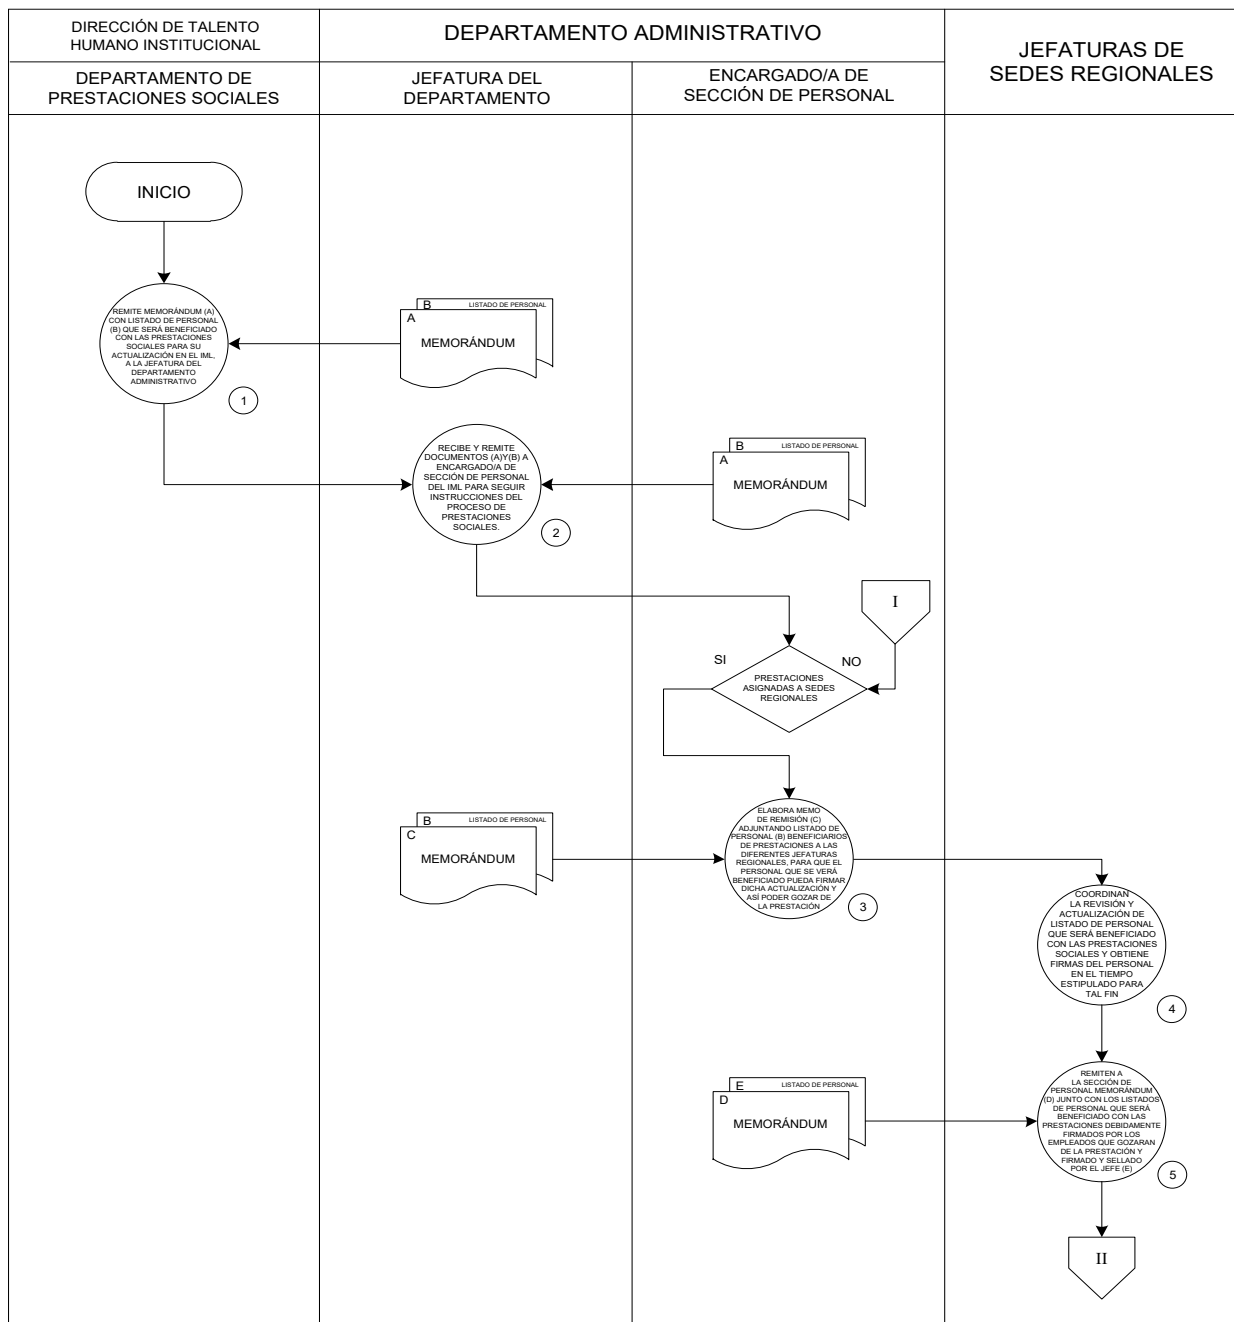 DIRECCIÓN DE TALENTO
HUMANO INSTITUCIONAL
DEPARTAMENTO ADMINISTRATIVO
JEFATURAS DE
SEDES REGIONALES
DEPARTAMENTO DE
PRESTACIONES SOCIALES
JEFATURA DEL
DEPARTAMENTO
ENCARGADO/A DE
SECCIÓN DE PERSONAL
INICIO
REMITE MEMORÁNDUM (A)
CON LISTADO DE PERSONAL
(B) QUE SERÁ BENEFICIADO
CON LAS PRESTACIONES
SOCIALES PARA SU
ACTUALIZACIÓN EN EL IML,
A LA JEFATURA DEL
DEPARTAMENTO
ADMINISTRATIVO
1
B LISTADO DE PERSONAL
A
MEMORÁNDUM
RECIBE Y REMITE
DOCUMENTOS (A)Y(B) A
ENCARGADO/A DE
SECCIÓN DE PERSONAL
DEL IML PARA SEGUIR
INSTRUCCIONES DEL
PROCESO DE
PRESTACIONES
SOCIALES.
2
B LISTADO DE PERSONAL
A
MEMORÁNDUM
I
SI
NO
PRESTACIONES
ASIGNADAS A SEDES
REGIONALES
B LISTADO DE PERSONAL
C
MEMORÁNDUM
ELABORA MEMO
DE REMISIÓN (C)
ADJUNTANDO LISTADO DE
PERSONAL (B) BENEFICIARIOS
DE PRESTACIONES A LAS
DIFERENTES JEFATURAS
REGIONALES, PARA QUE EL
PERSONAL QUE SE VERÁ
BENEFICIADO PUEDA FIRMAR
DICHA ACTUALIZACIÓN Y
ASÍ PODER GOZAR DE
LA PRESTACIÓN
3
COORDINAN
LA REVISIÓN Y
ACTUALIZACIÓN DE
LISTADO DE PERSONAL
QUE SERÁ BENEFICIADO
CON LAS PRESTACIONES
SOCIALES Y OBTIENE
FIRMAS DEL PERSONAL
EN EL TIEMPO
ESTIPULADO PARA
TAL FIN
4
E LISTADO DE PERSONAL
D
MEMORÁNDUM
REMITEN A
LA SECCIÓN DE
PERSONAL MEMORÁNDUM
(D) JUNTO CON LOS LISTADOS
DE PERSONAL QUE SERÁ
BENEFICIADO CON LAS
PRESTACIONES DEBIDAMENTE
FIRMADOS POR LOS
EMPLEADOS QUE GOZARAN
DE LA PRESTACIÓN Y
FIRMADO Y SELLADO
POR EL JEFE (E)
5
II